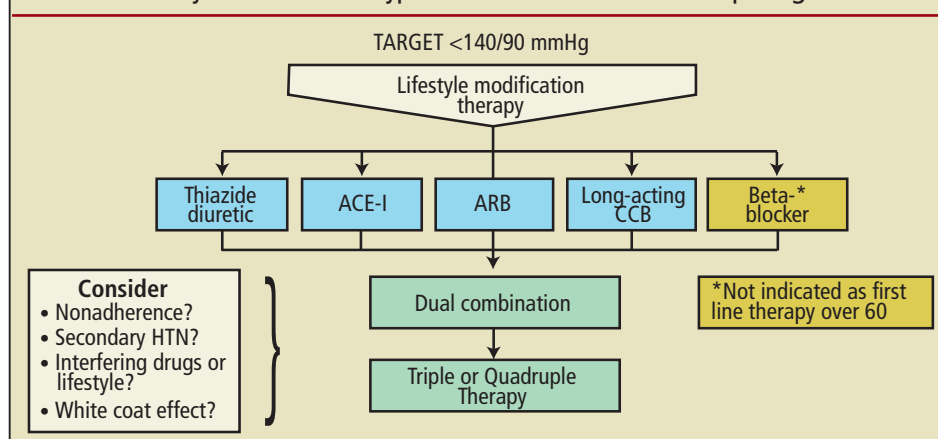 TARGET <140/90 mmHg
Lifestyle modification
therapy
Thiazide
diuretic
ACE-I
ARB
Long-acting
CCB
Beta-*
blocker
Consider
• Nonadherence?
• Secondary HTN?
• Interfering drugs or
lifestyle?
• White coat effect?
Dual combination
Triple or Quadruple
Therapy
*Not indicated as first
line therapy over 60